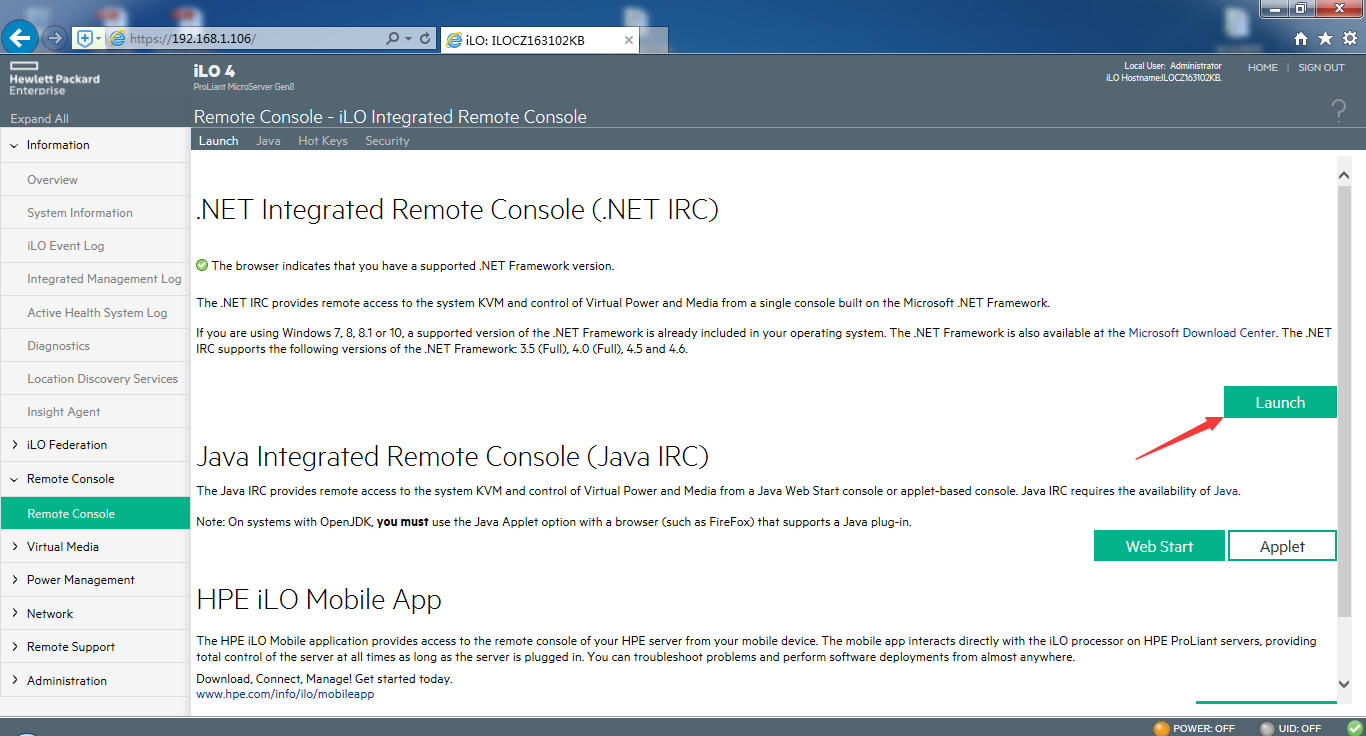 https://192.168.1.106/
iLO: ILOCZ163102KB
Hewlett Packard
Enterprise
iLO 4
ProLiant MicroServer Gen8
Local User: Administrator
iLO Hostname:ILOCZ163102KB.
HOME | SIGN OUT
Expand All
Remote Console - iLO Integrated Remote Console
?
Launch Java Hot Keys Security
Information
Overview
System Information
iLO Event Log
Integrated Management Log
Active Health System Log
Diagnostics
Location Discovery Services
Insight Agent
iLO Federation
Remote Console
Remote Console
Virtual Media
Power Management
Network
Remote Support
Administration
.NET Integrated Remote Console (.NET IRC)
The browser indicates that you have a supported .NET Framework version.
The .NET IRC provides remote access to the system KVM and control of Virtual Power and Media from a single console built on the Microsoft .NET Framework.
If you are using Windows 7, 8, 8.1 or 10, a supported version of the .NET Framework is already included in your operating system. The .NET Framework is also available at the Microsoft Download Center. The .NET
IRC supports the following versions of the .NET Framework: 3.5 (Full), 4.0 (Full), 4.5 and 4.6.
Launch
Java Integrated Remote Console (Java IRC)
The Java IRC provides remote access to the system KVM and control of Virtual Power and Media from a Java Web Start console or applet-based console. Java IRC requires the availability of Java.
Note: On systems with OpenJDK, you must use the Java Applet option with a browser (such as FireFox) that supports a Java plug-in.
Web Start
Applet
HPE iLO Mobile App
The HPE iLO Mobile application provides access to the remote console of your HPE server from your mobile device. The mobile app interacts directly with the iLO processor on HPE ProLiant servers, providing
total control of the server at all times as long as the server is plugged in. You can troubleshoot problems and perform software deployments from almost anywhere.
Download, Connect, Manage! Get started today.
www.hpe.com/info/ilo/mobileapp
POWER: OFF
UID: OFF